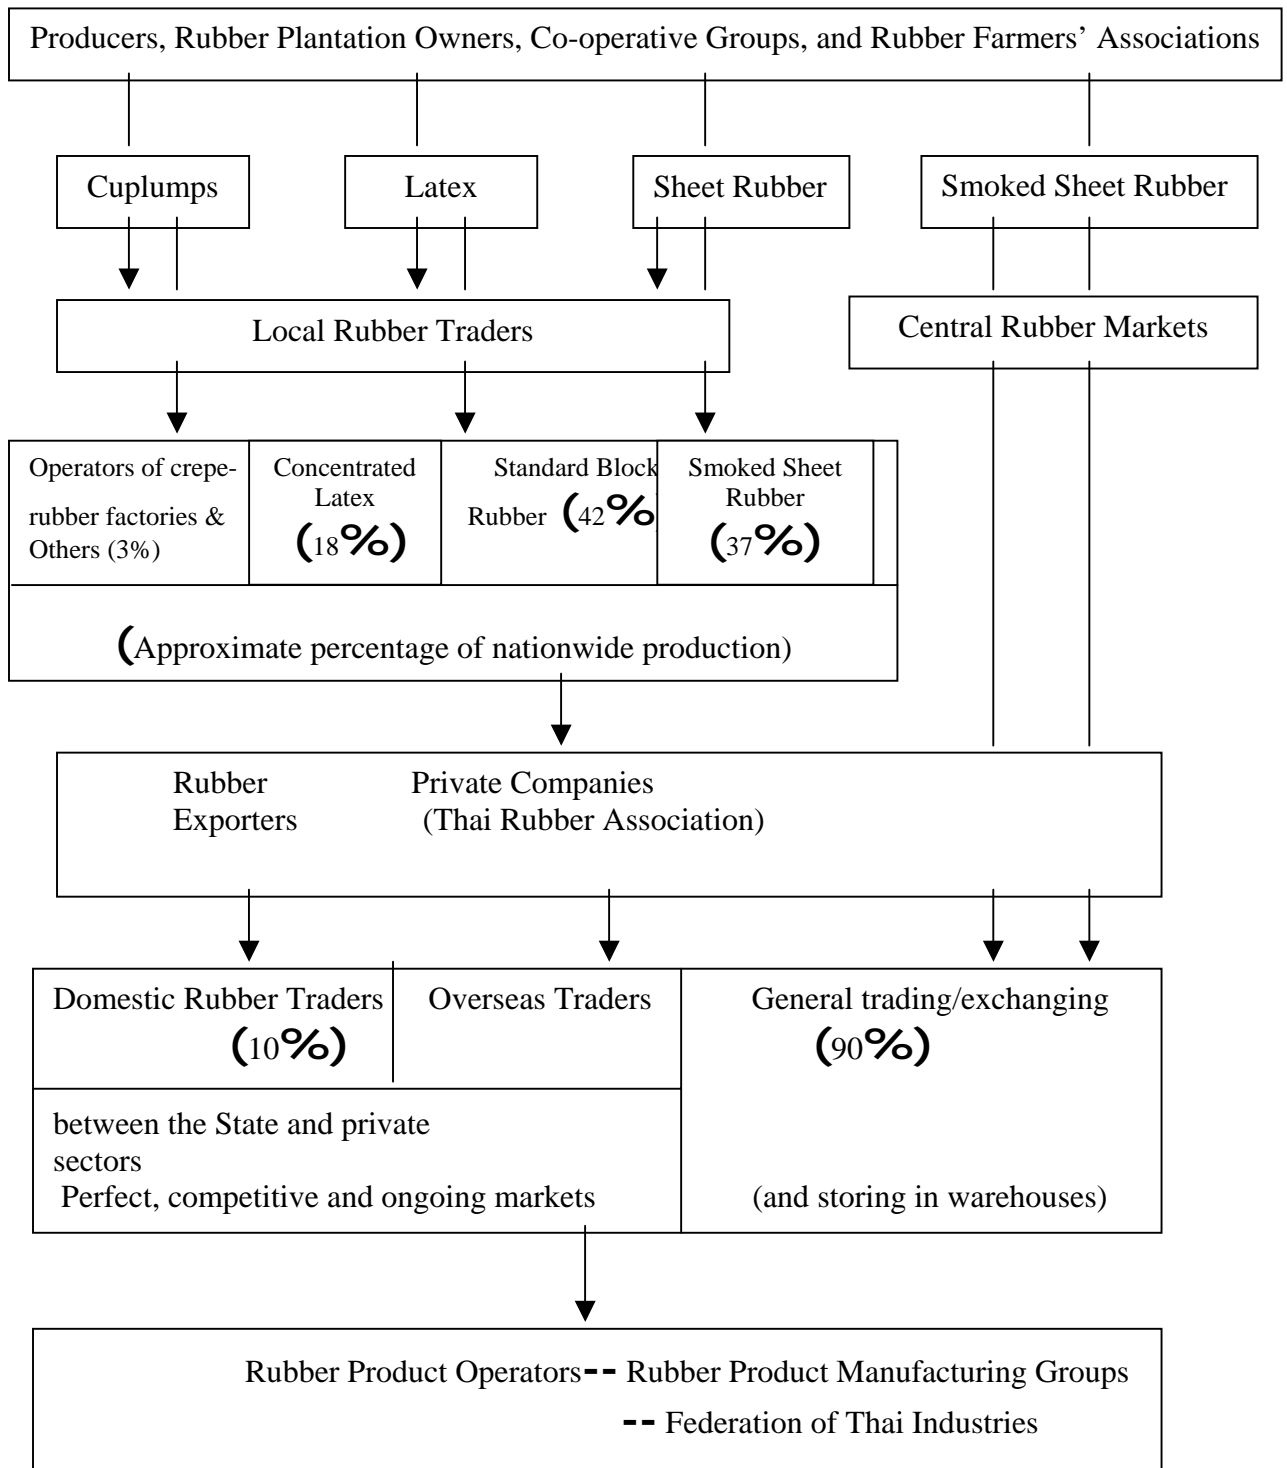 Producers, Rubber Plantation Owners, Co-operative Groups, and Rubber Farmers’ Associations
Cuplumps
Latex
Sheet Rubber
Smoked Sheet Rubber
Local Rubber Traders
Central Rubber Markets
Operators of crepe-
rubber factories &
Others (3%)
Concentrated
Latex
(18%)
Standard Block
Rubber (42%
Smoked Sheet
Rubber
(37%)
(Approximate percentage of nationwide production)
Rubber
Exporters
Private Companies
(Thai Rubber Association)
Domestic Rubber Traders
(10%)
Overseas Traders
General trading/exchanging
(90%)
between the State and private
sectors
Perfect, competitive and ongoing markets
(and storing in warehouses)
Rubber Product Operators-- Rubber Product Manufacturing Groups
-- Federation of Thai Industries